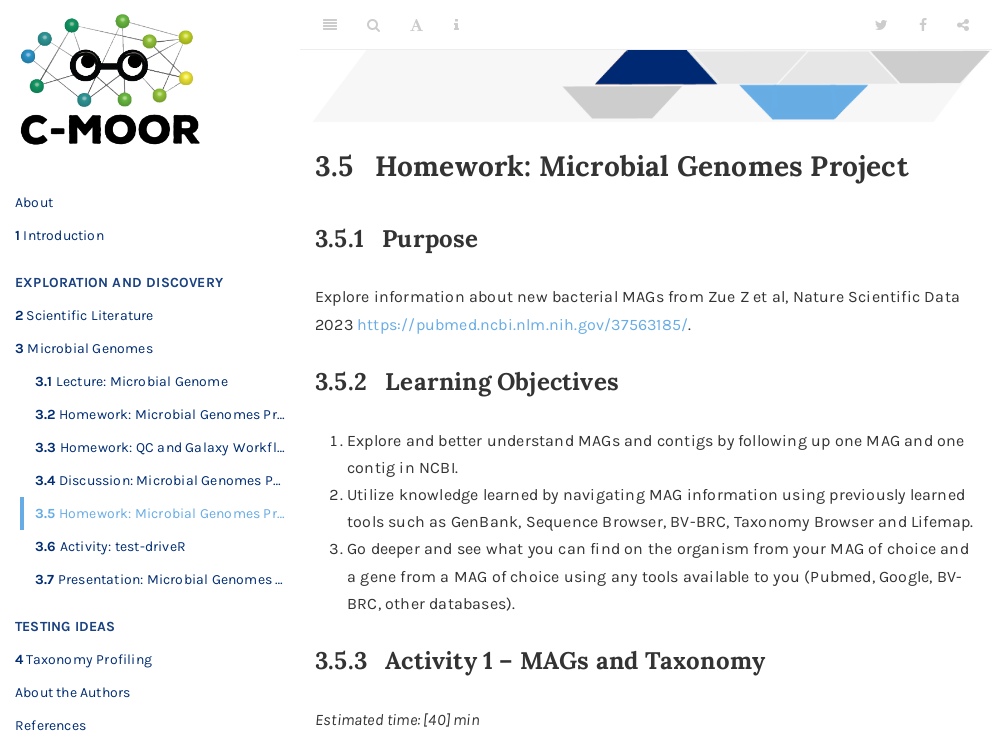 C-MOOR
About
1 Introduction
EXPLORATION AND DISCOVERY
2 Scientific Literature
3 Microbial Genomes
3.1 Lecture: Microbial Genome
3.2 Homework: Microbial Genomes Pr…
3.3 Homework: QC and Galaxy Workfl…
3.4 Discussion: Microbial Genomes P…
3.5 Homework: Microbial Genomes Pr…
3.6 Activity: test-driveR
3.7 Presentation: Microbial Genomes …
TESTING IDEAS
4 Taxonomy Profiling
About the Authors
References
3.5 Homework: Microbial Genomes Project
3.5.1 Purpose
Explore information about new bacterial MAGs from Zue Z et al, Nature Scientific Data
2023 https://pubmed.ncbi.nlm.nih.gov/37563185/.
3.5.2 Learning Objectives
1. Explore and better understand MAGs and contigs by following up one MAG and one
contig in NCBI.
2. Utilize knowledge learned by navigating MAG information using previously learned
tools such as GenBank, Sequence Browser, BV-BRC, Taxonomy Browser and Lifemap.
3. Go deeper and see what you can find on the organism from your MAG of choice and
a gene from a MAG of choice using any tools available to you (Pubmed, Google, BV-
BRC, other databases).
3.5.3 Activity 1 – MAGs and Taxonomy
Estimated time: [40] min